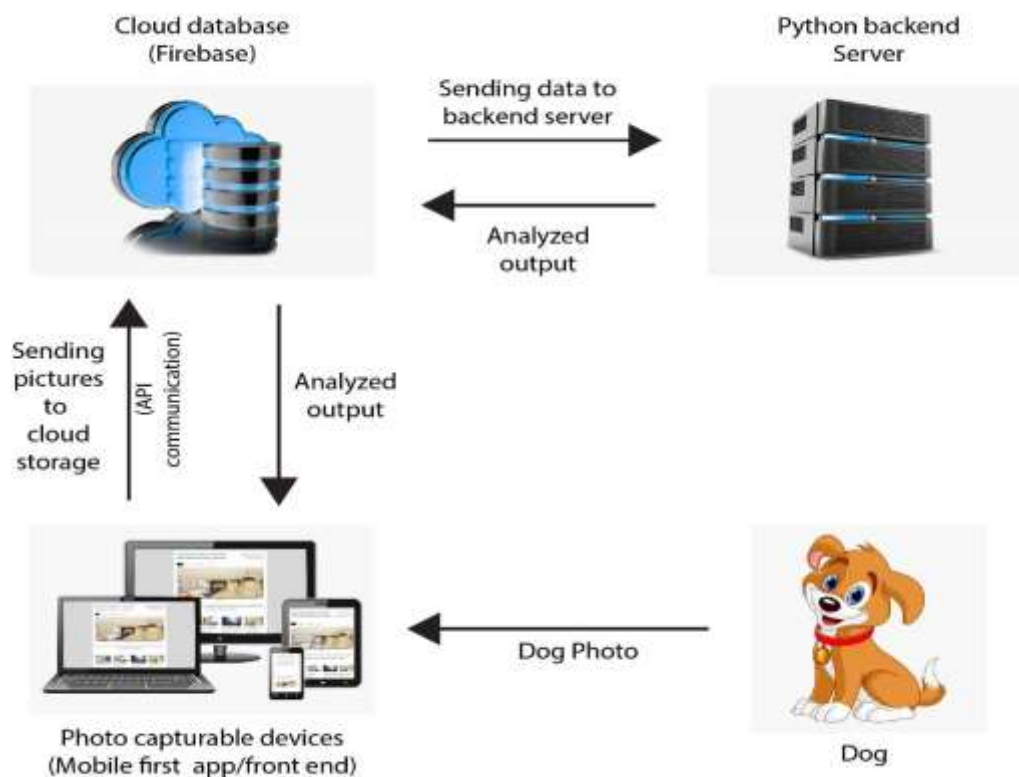 Cloud database
(Firebase)
Python backend
Server
Sending data to
backend server
Analyzed
output
Sending
pictures
to
cloud
storage
(API
communication)
Analyzed
output
Dog Photo
Photo capturable devices
(Mobile first app/front end)
Dog